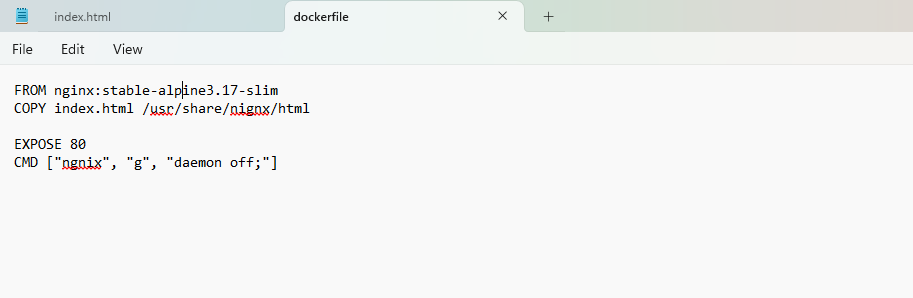 index.html
dockerfile
File Edit View
FROM nginx:stable-alpine3.17-slim
COPY index.html /usr/share/nignx/html
EXPOSE 80
CMD ["ngnix", "g", "daemon off;"]